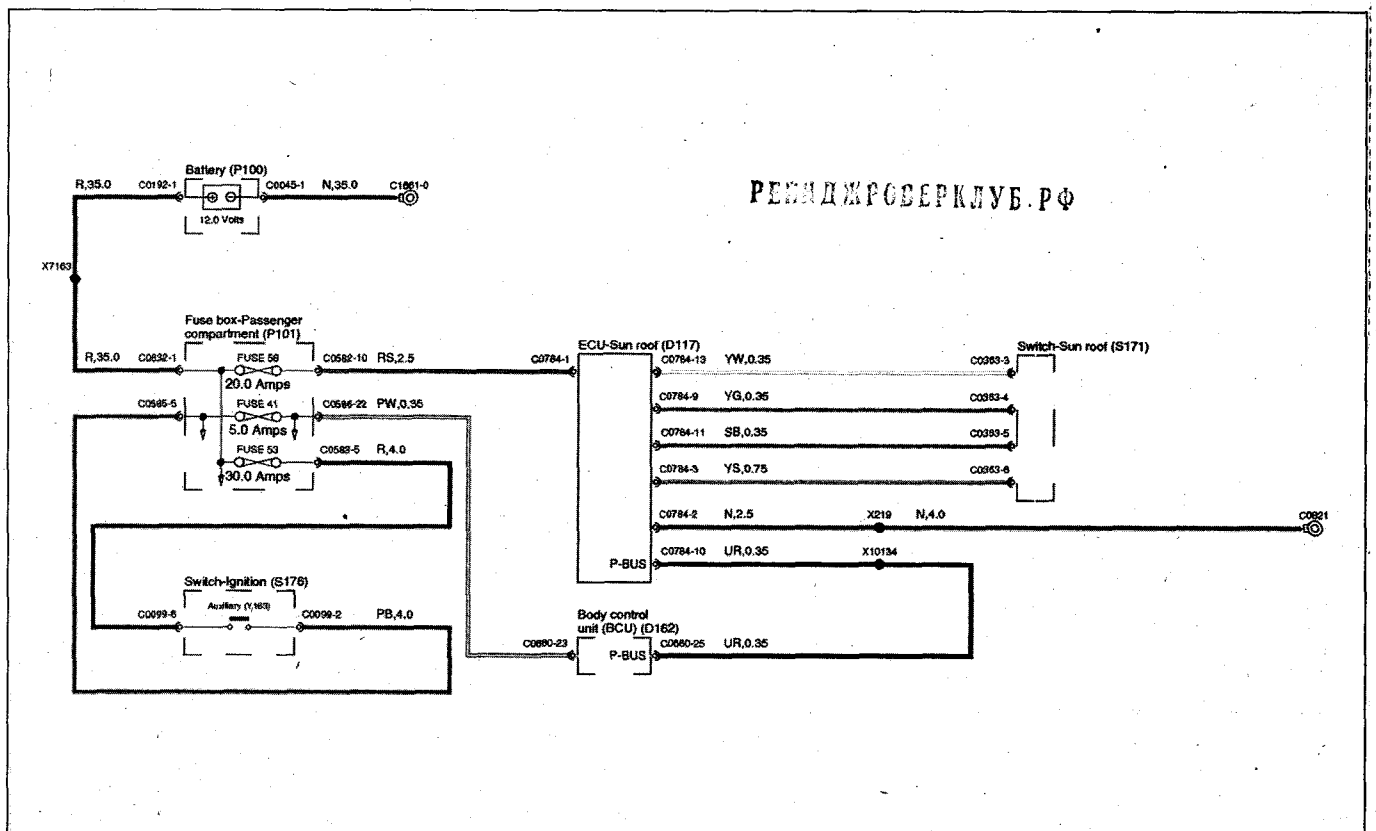 Battery (P100)
R,35.0 C0192-1 C0045-1 N,35.0 C1661-0
12.0 Volts
РЕНДЖРОВЕРКЛУБ.РФ
X7163
Fuse box-Passenger
compartment (P101)
R,35.0 C0632-1 FUSE 56 C0582-10 RS,2.5
20.0 Amps
C0585-5 FUSE 41 C0586-22 PW,0.35
5.0 Amps
FUSE 53 C0583-5 R,4.0
30.0 Amps
ECU-Sun roof (D117)
C0784-1 C0784-13 YW,0.35 C0363-3
Switch-Sun roof (S171)
C0784-9 YG,0.35 C0363-4
C0784-11 SB,0.35 C0363-5
C0784-3 YS,0.75 C0363-6
C0784-2 N,2.5 X219 N,4.0 C0821
P-BUS C0784-10 UR,0.35 X10134
Switch-Ignition (S176)
Auxiliary (Y,163)
C0099-6 C0099-2 PB,4.0
Body control
unit (BCU) (D162)
C0660-23 P-BUS C0660-25 UR,0.35